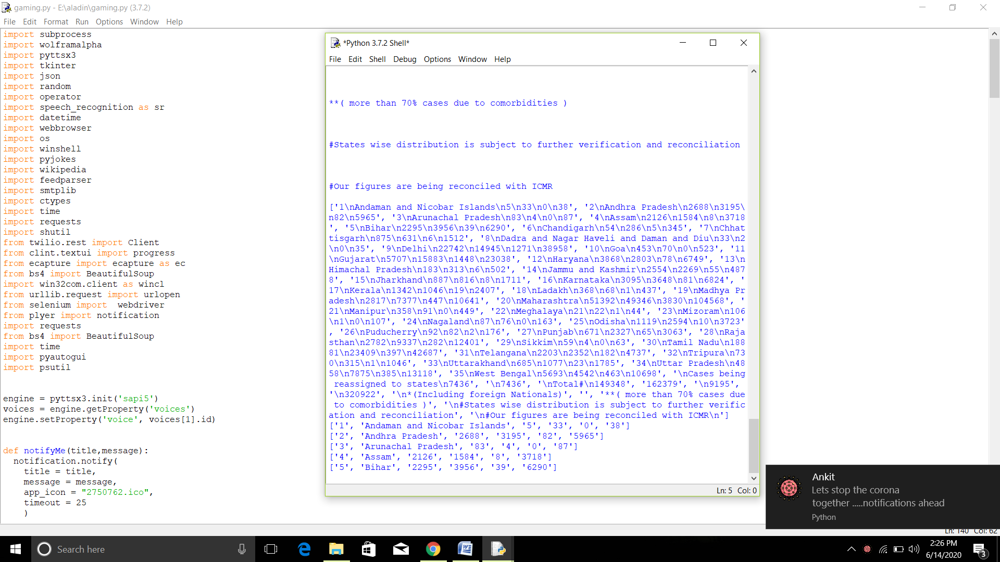 gaming.py - E:\aladin\gaming.py (3.7.2)
File Edit Format Run Options Window Help
import subprocess
import wolframalpha
import pyttsx3
import tkinter
import json
import random
import operator
import speech_recognition as sr
import datetime
import webbrowser
import os
import winshell
import pyjokes
import wikipedia
import feedparser
import smtplib
import ctypes
import time
import requests
import shutil
from twilio.rest import Client
from clint.textui import progress
from ecapture import ecapture as ec
from bs4 import BeautifulSoup
import win32com.client as wincl
from urllib.request import urlopen
from selenium import  webdriver
from plyer import notification
import requests
from bs4 import BeautifulSoup
import time
import pyautogui
import psutil
engine = pyttsx3.init('sapi5')
voices = engine.getProperty('voices')
engine.setProperty('voice', voices[1].id)
def notifyMe(title,message):
  notification.notify(
    title = title,
    message = message,
    app_icon = "2750762.ico",
    timeout = 25
    )
*Python 3.7.2 Shell*
File Edit Shell Debug Options Window Help
**( more than 70% cases due to comorbidities )
#States wise distribution is subject to further verification and reconciliation
#Our figures are being reconciled with ICMR
['1\nAndaman and Nicobar Islands\n5\n33\n0\n38', '2\nAndhra Pradesh\n2688\n3195\
n82\n5965', '3\nArunachal Pradesh\n83\n4\n0\n87', '4\nAssam\n2126\n1584\n8\n3718
', '5\nBihar\n2295\n3956\n39\n6290', '6\nChandigarh\n54\n286\n5\n345', '7\nChhat
tisgarh\n875\n631\n6\n1512', '8\nDadra and Nagar Haveli and Daman and Diu\n33\n2
\n0\n35', '9\nDelhi\n22742\n14945\n1271\n38958', '10\nGoa\n453\n70\n0\n523', '11
\nGujarat\n5707\n15883\n1448\n23038', '12\nHaryana\n3868\n2803\n78\n6749', '13\n
Himachal Pradesh\n183\n313\n6\n502', '14\nJammu and Kashmir\n2554\n2269\n55\n487
8', '15\nJharkhand\n887\n816\n8\n1711', '16\nKarnataka\n3095\n3648\n81\n6824', '
17\nKerala\n1342\n1046\n19\n2407', '18\nLadakh\n368\n68\n1\n437', '19\nMadhya Pr
adesh\n2817\n7377\n447\n10641', '20\nMaharashtra\n51392\n49346\n3830\n104568', '
21\nManipur\n358\n91\n0\n449', '22\nMeghalaya\n21\n22\n1\n44', '23\nMizoram\n106
\n1\n0\n107', '24\nNagaland\n87\n76\n0\n163', '25\nOdisha\n1119\n2594\n10\n3723'
, '26\nPuducherry\n92\n82\n2\n176', '27\nPunjab\n671\n2327\n65\n3063', '28\nRaja
sthan\n2782\n9337\n282\n12401', '29\nSikkim\n59\n4\n0\n63', '30\nTamil Nadu\n188
81\n23409\n397\n42687', '31\nTelangana\n2203\n2352\n182\n4737', '32\nTripura\n73
0\n315\n1\n1046', '33\nUttarakhand\n685\n1077\n23\n1785', '34\nUttar Pradesh\n48
58\n7875\n385\n13118', '35\nWest Bengal\n5693\n4542\n463\n10698', '\nCases being
 reassigned to states\n7436', '\n7436', '\nTotal#\n149348', '162379', '\n9195',
'\n320922', '\n*(Including foreign Nationals)', '', '**( more than 70% cases due
 to comorbidities )', '\n#States wise distribution is subject to further verific
ation and reconciliation', '\n#Our figures are being reconciled with ICMR\n']
['1', 'Andaman and Nicobar Islands', '5', '33', '0', '38']
['2', 'Andhra Pradesh', '2688', '3195', '82', '5965']
['3', 'Arunachal Pradesh', '83', '4', '0', '87']
['4', 'Assam', '2126', '1584', '8', '3718']
['5', 'Bihar', '2295', '3956', '39', '6290']
Ln: 5 Col: 0
Ankit
Lets stop the corona
together .....notifications ahead
Python
Ln: 140 Col: 62
Search here
2:26 PM
6/14/2020
3